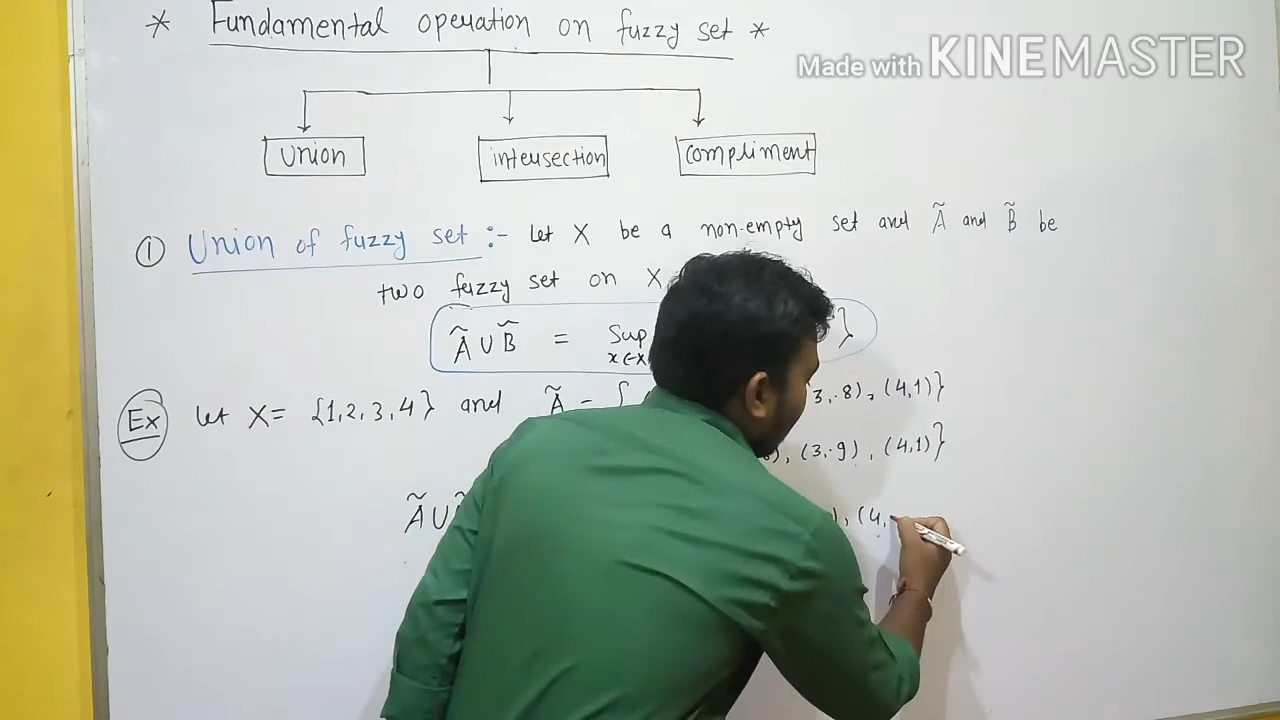 * Fundamental operation on fuzzy set *
Made with KINEMASTER
Union
intersection
Compliment
① Union of fuzzy set :- Let X be a non-empty set and Ã and B̃ be
two fuzzy set on X
Ã ∪ B̃ = Sup }
x∈X
Ex Let X = {1,2,3,4} and Ã = { 3,.8), (4,1)}
), (3,.9), (4,1)}
Ã ∪ ), (4,